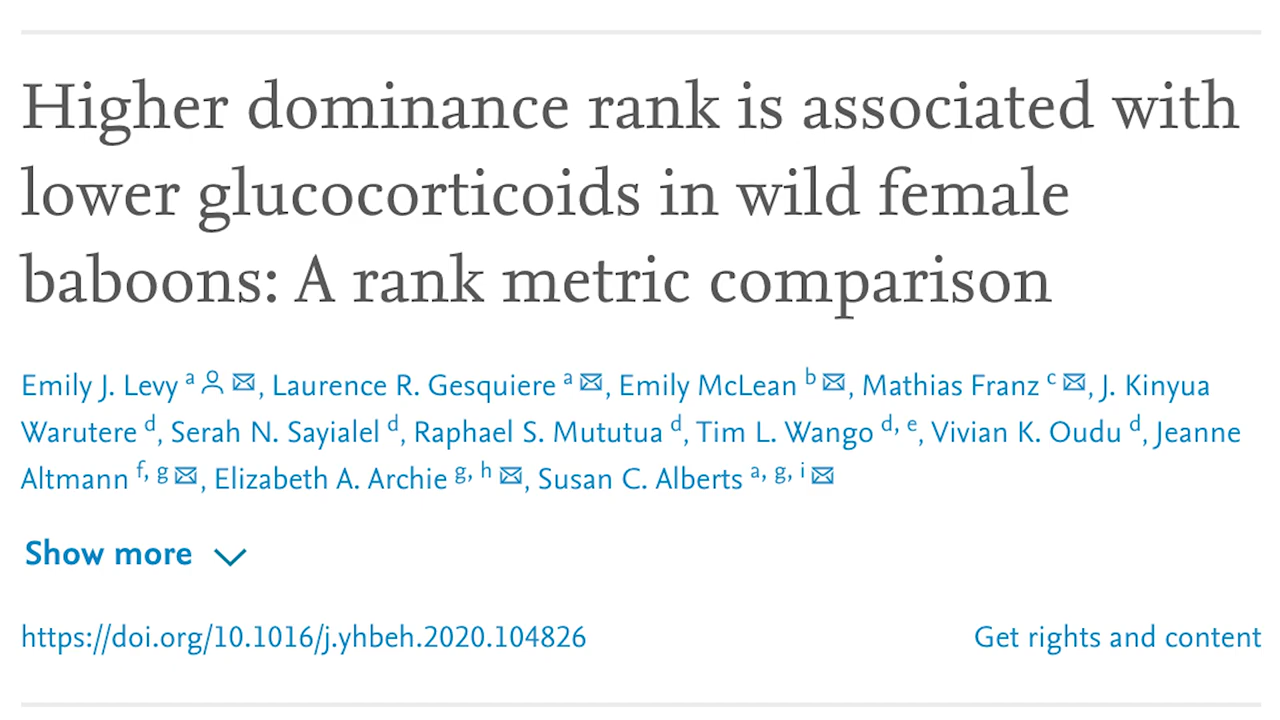 Higher dominance rank is associated with
lower glucocorticoids in wild female
baboons: A rank metric comparison
Emily J. Levy a, Laurence R. Gesquiere a, Emily McLean b, Mathias Franz c, J. Kinyua
Warutere d, Serah N. Sayialel d, Raphael S. Mututua d, Tim L. Wango d, e, Vivian K. Oudu d, Jeanne
Altmann f, g, Elizabeth A. Archie g, h, Susan C. Alberts a, g, i
Show more
https://doi.org/10.1016/j.yhbeh.2020.104826
Get rights and content